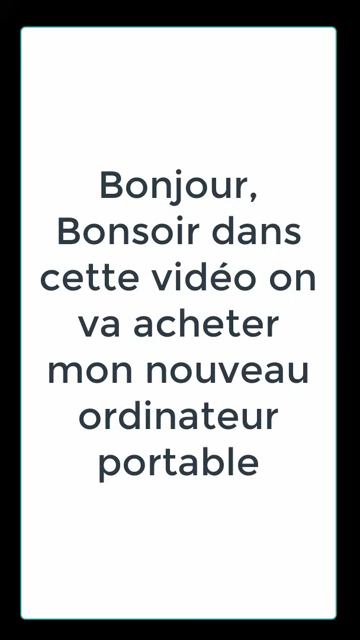 Bonjour,
Bonsoir dans
cette vidéo on
va acheter
mon nouveau
ordinateur
portable